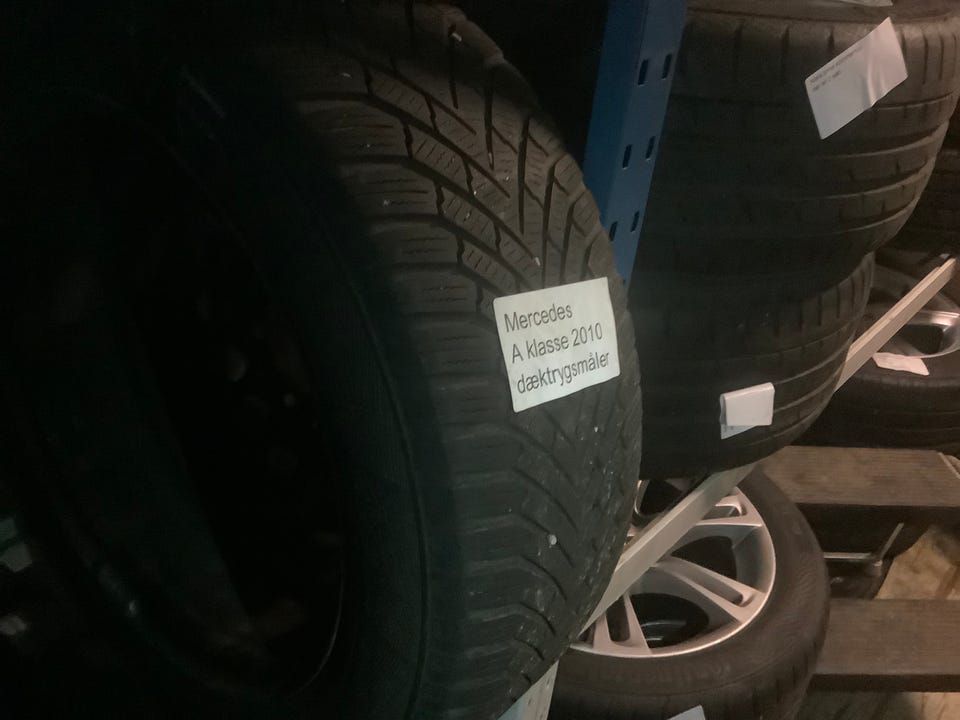 Mercedes
A klasse 2010
dæktrygsmåler